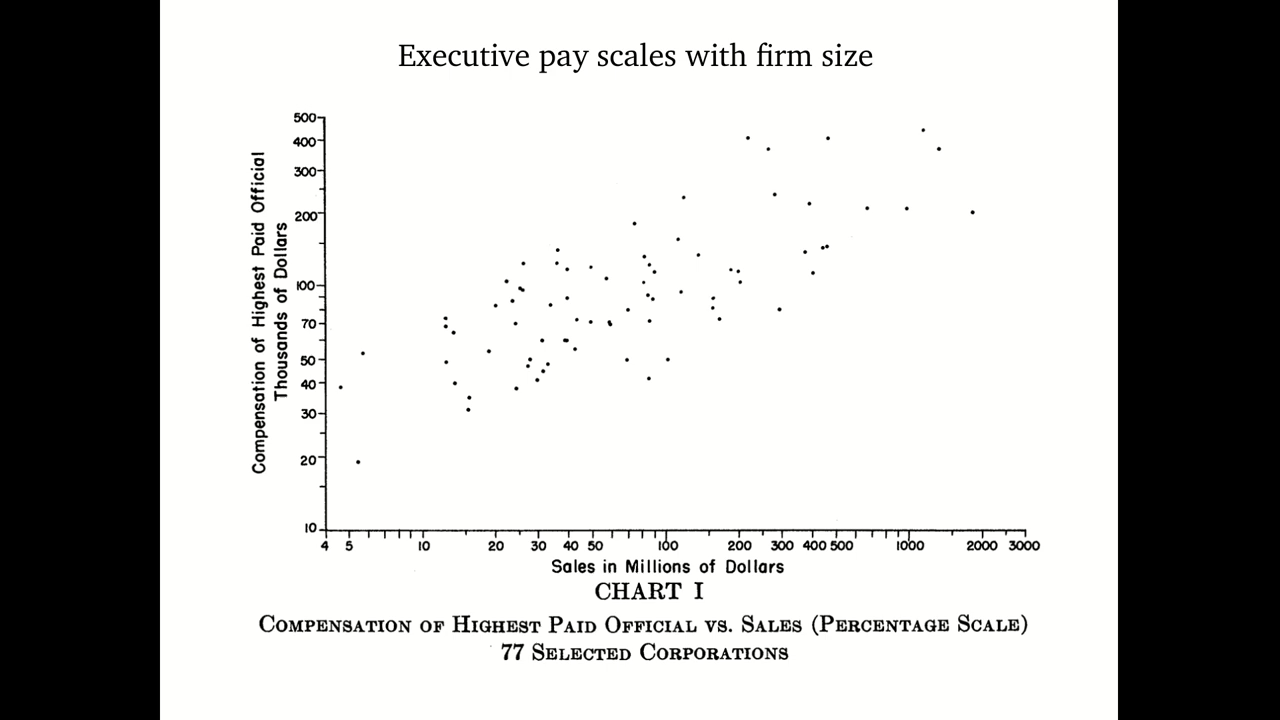 Executive pay scales with firm size
Compensation of Highest Paid Official
Thousands of Dollars
500
400
300
200
100
70
50
40
30
20
10
4 5 10 20 30 40 50 100 200 300 400 500 1000 2000 3000
Sales in Millions of Dollars
CHART I
COMPENSATION OF HIGHEST PAID OFFICIAL VS. SALES (PERCENTAGE SCALE)
77 SELECTED CORPORATIONS